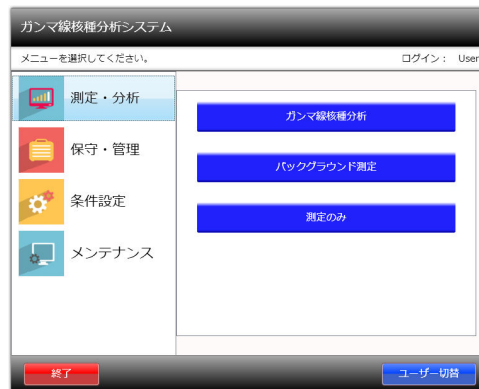 ガンマ線核種分析システム
メニューを選択してください。
ログイン： User
測定・分析
保守・管理
条件設定
メンテナンス
ガンマ線核種分析
バックグラウンド測定
測定のみ
終了
ユーザー切替